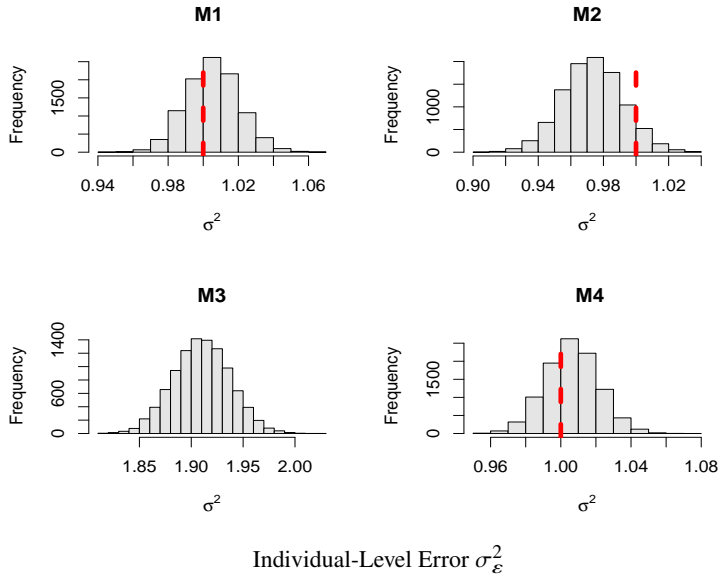 M1
Frequency
1500
0
0.94 0.98 1.02 1.06
σ²
M2
Frequency
1000
0
0.90 0.94 0.98 1.02
σ²
M3
Frequency
1400
600
0
1.85 1.90 1.95 2.00
σ²
M4
Frequency
1500
0
0.96 1.00 1.04 1.08
σ²
Individual-Level Error σ²_ε